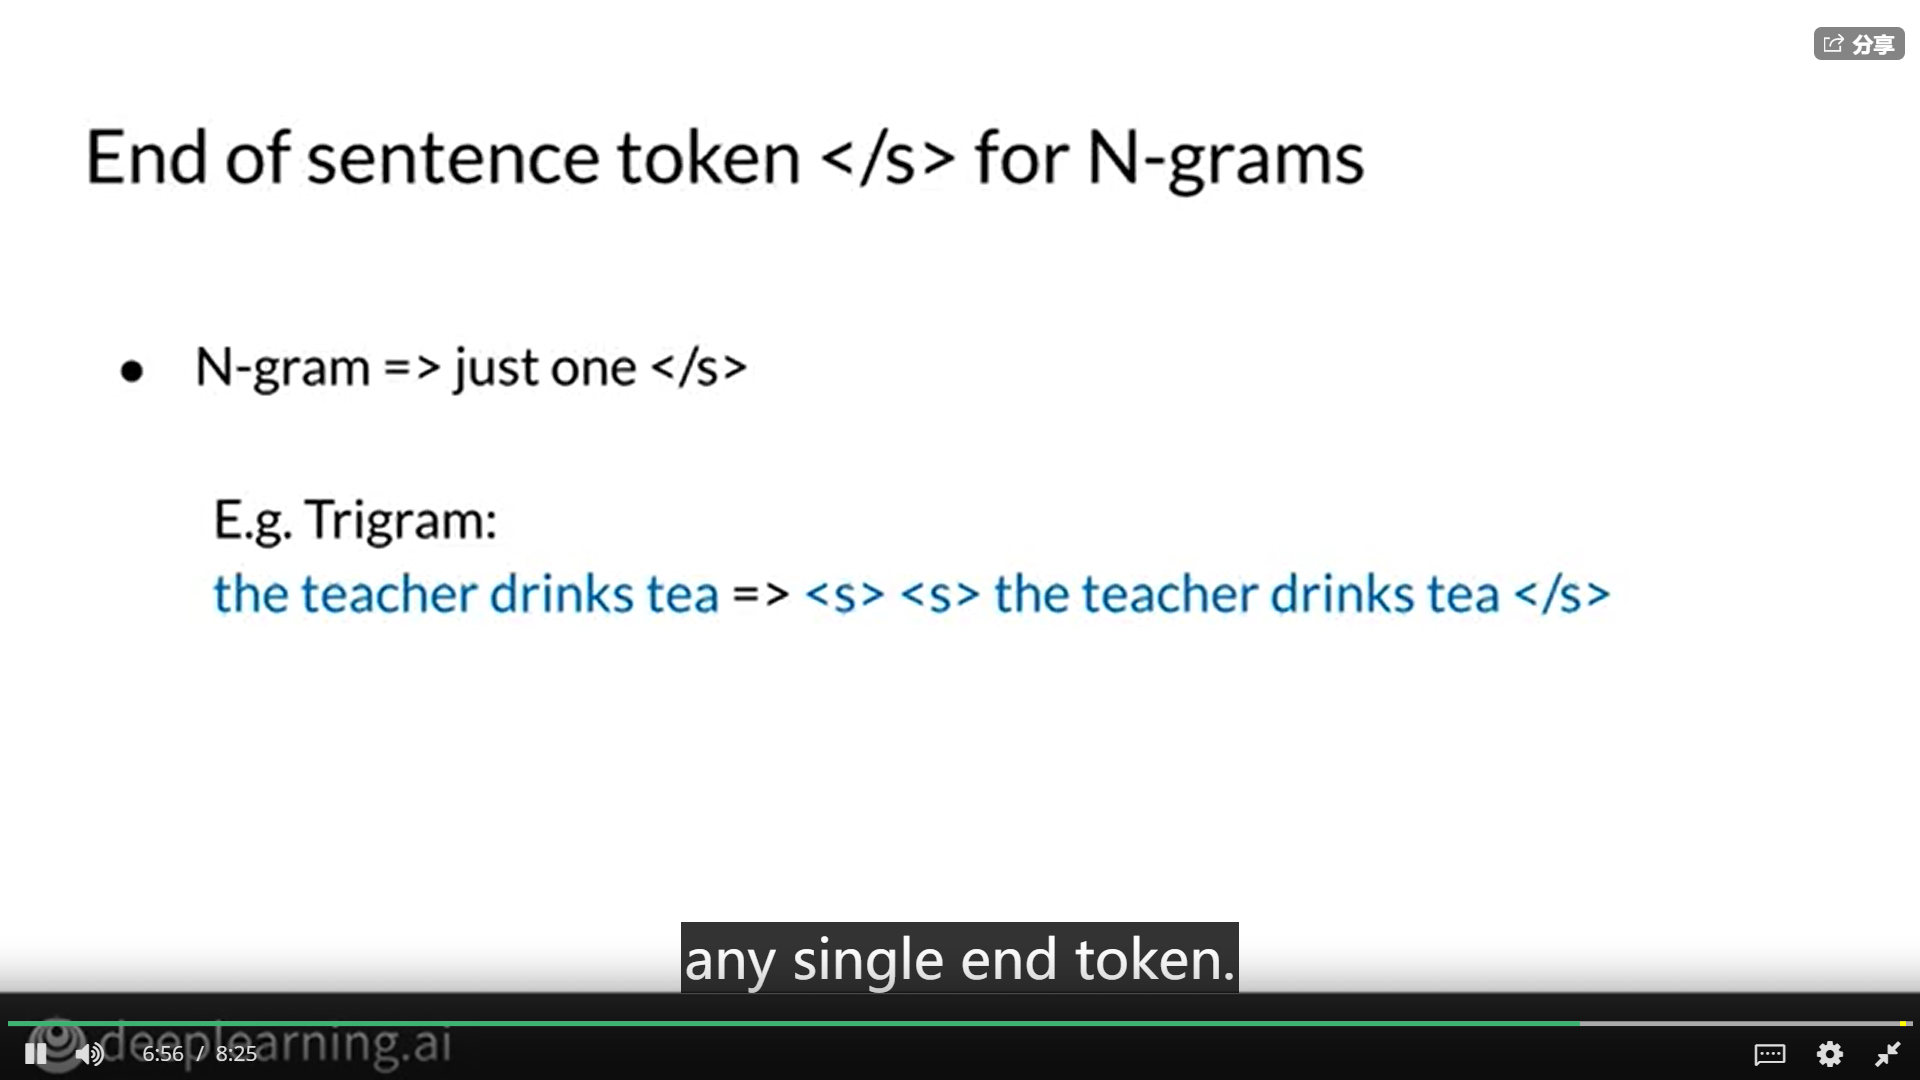 分享
End of sentence token </s> for N-grams
● N-gram => just one </s>
E.g. Trigram:
the teacher drinks tea => <s> <s> the teacher drinks tea </s>
any single end token.
deeplearning.ai
6:56 / 8:25